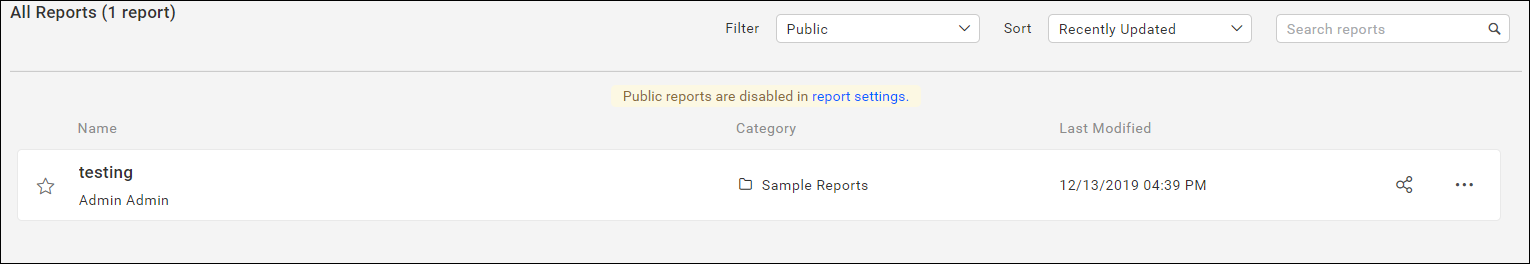 All Reports (1 report)
Filter Public Sort Recently Updated Search reports
Public reports are disabled in report settings.
Name Category Last Modified
testing
Sample Reports 12/13/2019 04:39 PM
Admin Admin